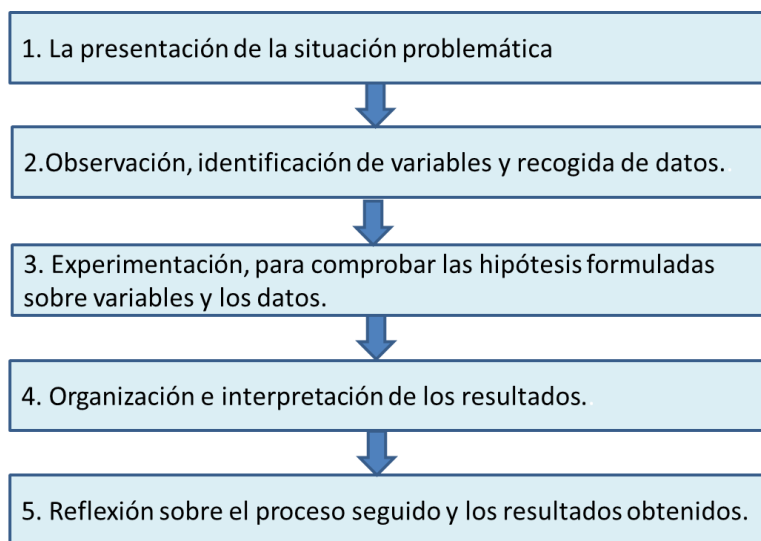 1. La presentación de la situación problemática
2.Observación, identificación de variables y recogida de datos..
3. Experimentación, para comprobar las hipótesis formuladas
sobre variables y los datos.
4. Organización e interpretación de los resultados..
5. Reflexión sobre el proceso seguido y los resultados obtenidos.